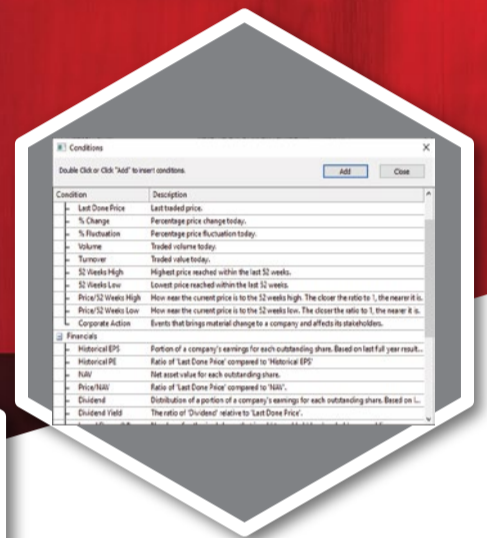 Conditions
Double Click or Click "Add" to insert conditions.
Add
Close
Condition Description
Last Done Price Last traded price.
% Change Percentage price change today.
% Fluctuation Percentage price fluctuation today.
Volume Traded volume today.
Turnover Traded value today.
52 Weeks High Highest price reached within the last 52 weeks.
52 Weeks Low Lowest price reached within the last 52 weeks.
Price/52 Weeks High How near the current price is to the 52 weeks high. The closer the ratio to 1, the nearer it is.
Price/52 Weeks Low How near the current price is to the 52 weeks low. The closer the ratio to 1, the nearer it is.
Corporate Action Events that brings material change to a company and affects its stakeholders.
Financials
Historical EPS Portion of a company's earnings for each outstanding share. Based on last full year result...
Historical PE Ratio of 'Last Done Price' compared to 'Historical EPS'
NAV Net asset value for each outstanding share.
Price/NAV Ratio of 'Last Done Price' compared to 'NAV'.
Dividend Distribution of a portion of a company's earnings for each outstanding share. Based on l...
Dividend Yield The ratio of 'Dividend' relative to 'Last Done Price'.